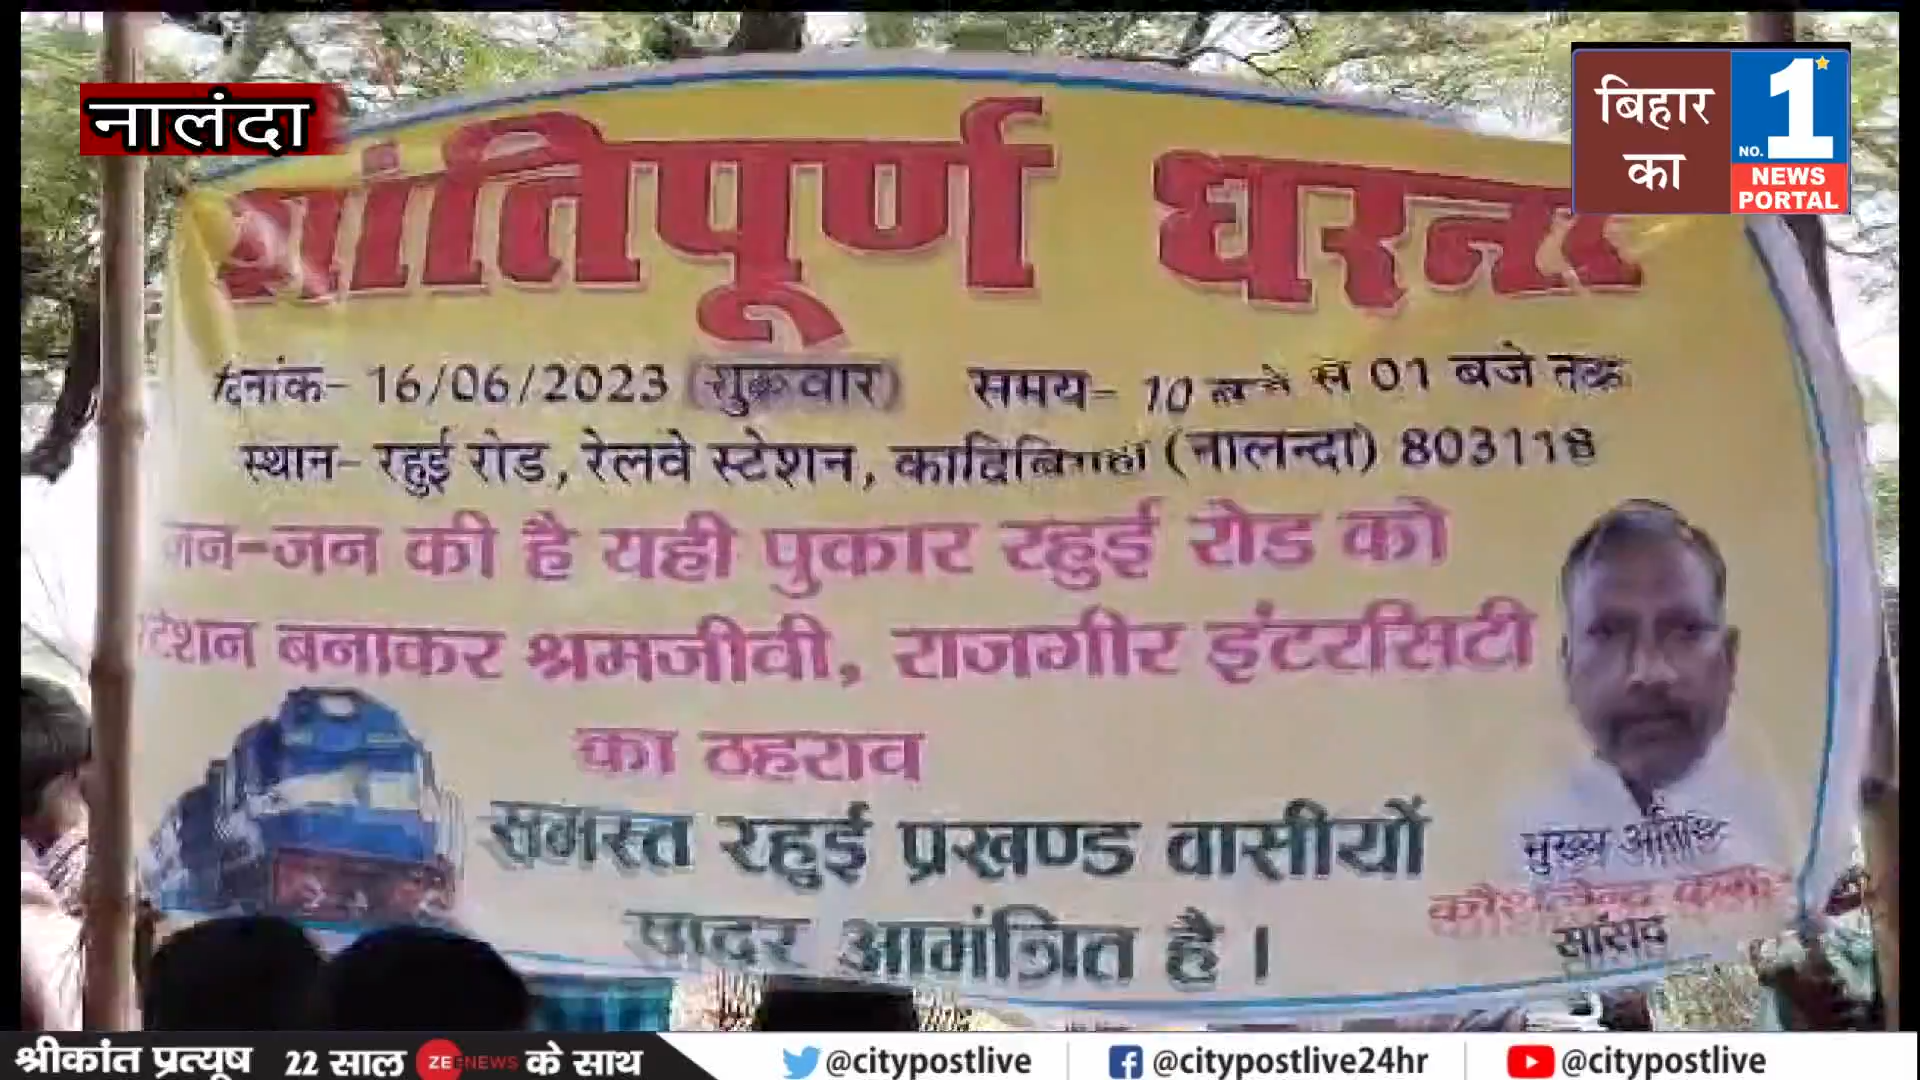 नालंदा
बिहार
का
NO. 1
NEWS
PORTAL
शांतिपूर्ण धरना
दिनांक- 16/06/2023 (शुक्रवार) समय- 10 बजे से 01 बजे तक
स्थान- रहुई रोड, रेलवे स्टेशन, (नालन्दा) 803118
जन-जन की है यही पुकार रहुई रोड को
स्टेशन बनाकर श्रमजीवी, राजगीर इंटरसिटी
का ठहराव
समस्त रहुई प्रखण्ड वासीयों
सादर आमंत्रित है।
मुख्य अतिथि
कौशलेन्द्र कुमार
सांसद
श्रीकांत प्रत्यूष 22 साल ZEE NEWS के साथ
@citypostlive
@citypostlive24hr
@citypostlive